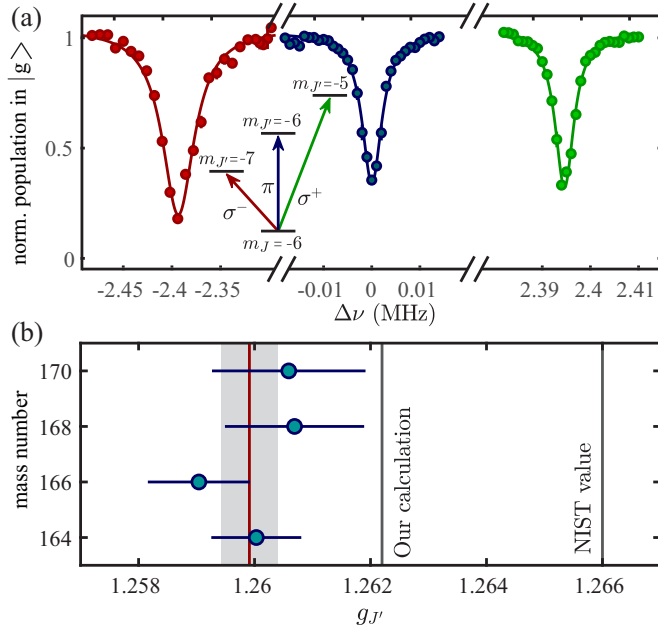 (a)
norm. population in |g>
1
0.5
0
m_J'=-5
m_J'=-6
m_J'=-7
σ⁻
π
σ⁺
m_J=-6
-2.45
-2.4
-2.35
-0.01
0
0.01
2.39
2.4
2.41
Δν (MHz)
(b)
mass number
170
168
166
164
Our calculation
NIST value
1.258
1.26
1.262
1.264
1.266
g_J'